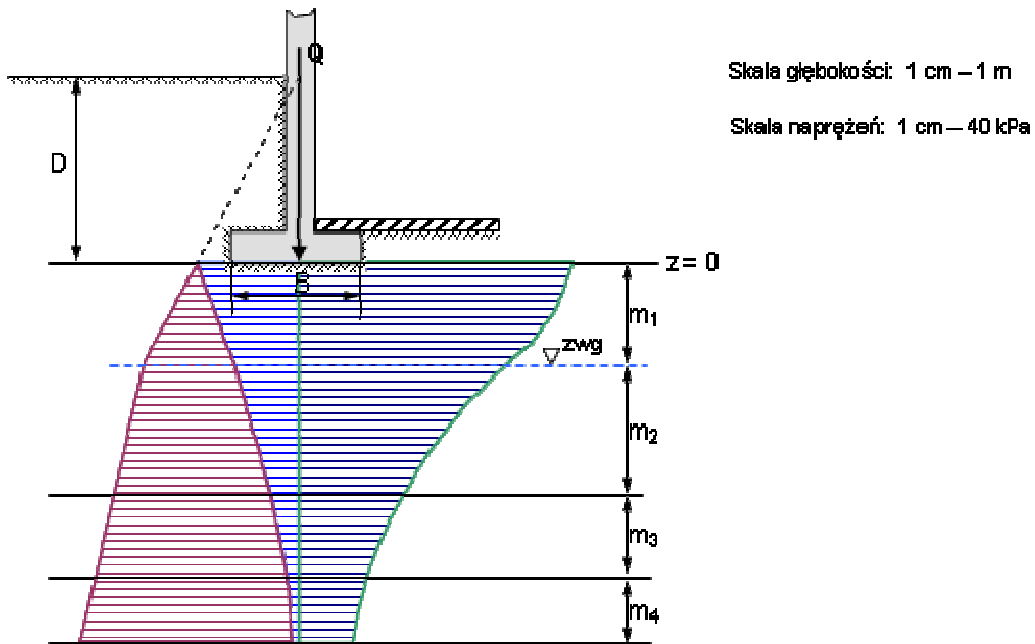 Q
Skala głębokości: 1 cm – 1 m
Skala naprężeń: 1 cm – 40 kPa
D
z = 0
B
m₁
zwg
m₂
m₃
m₄